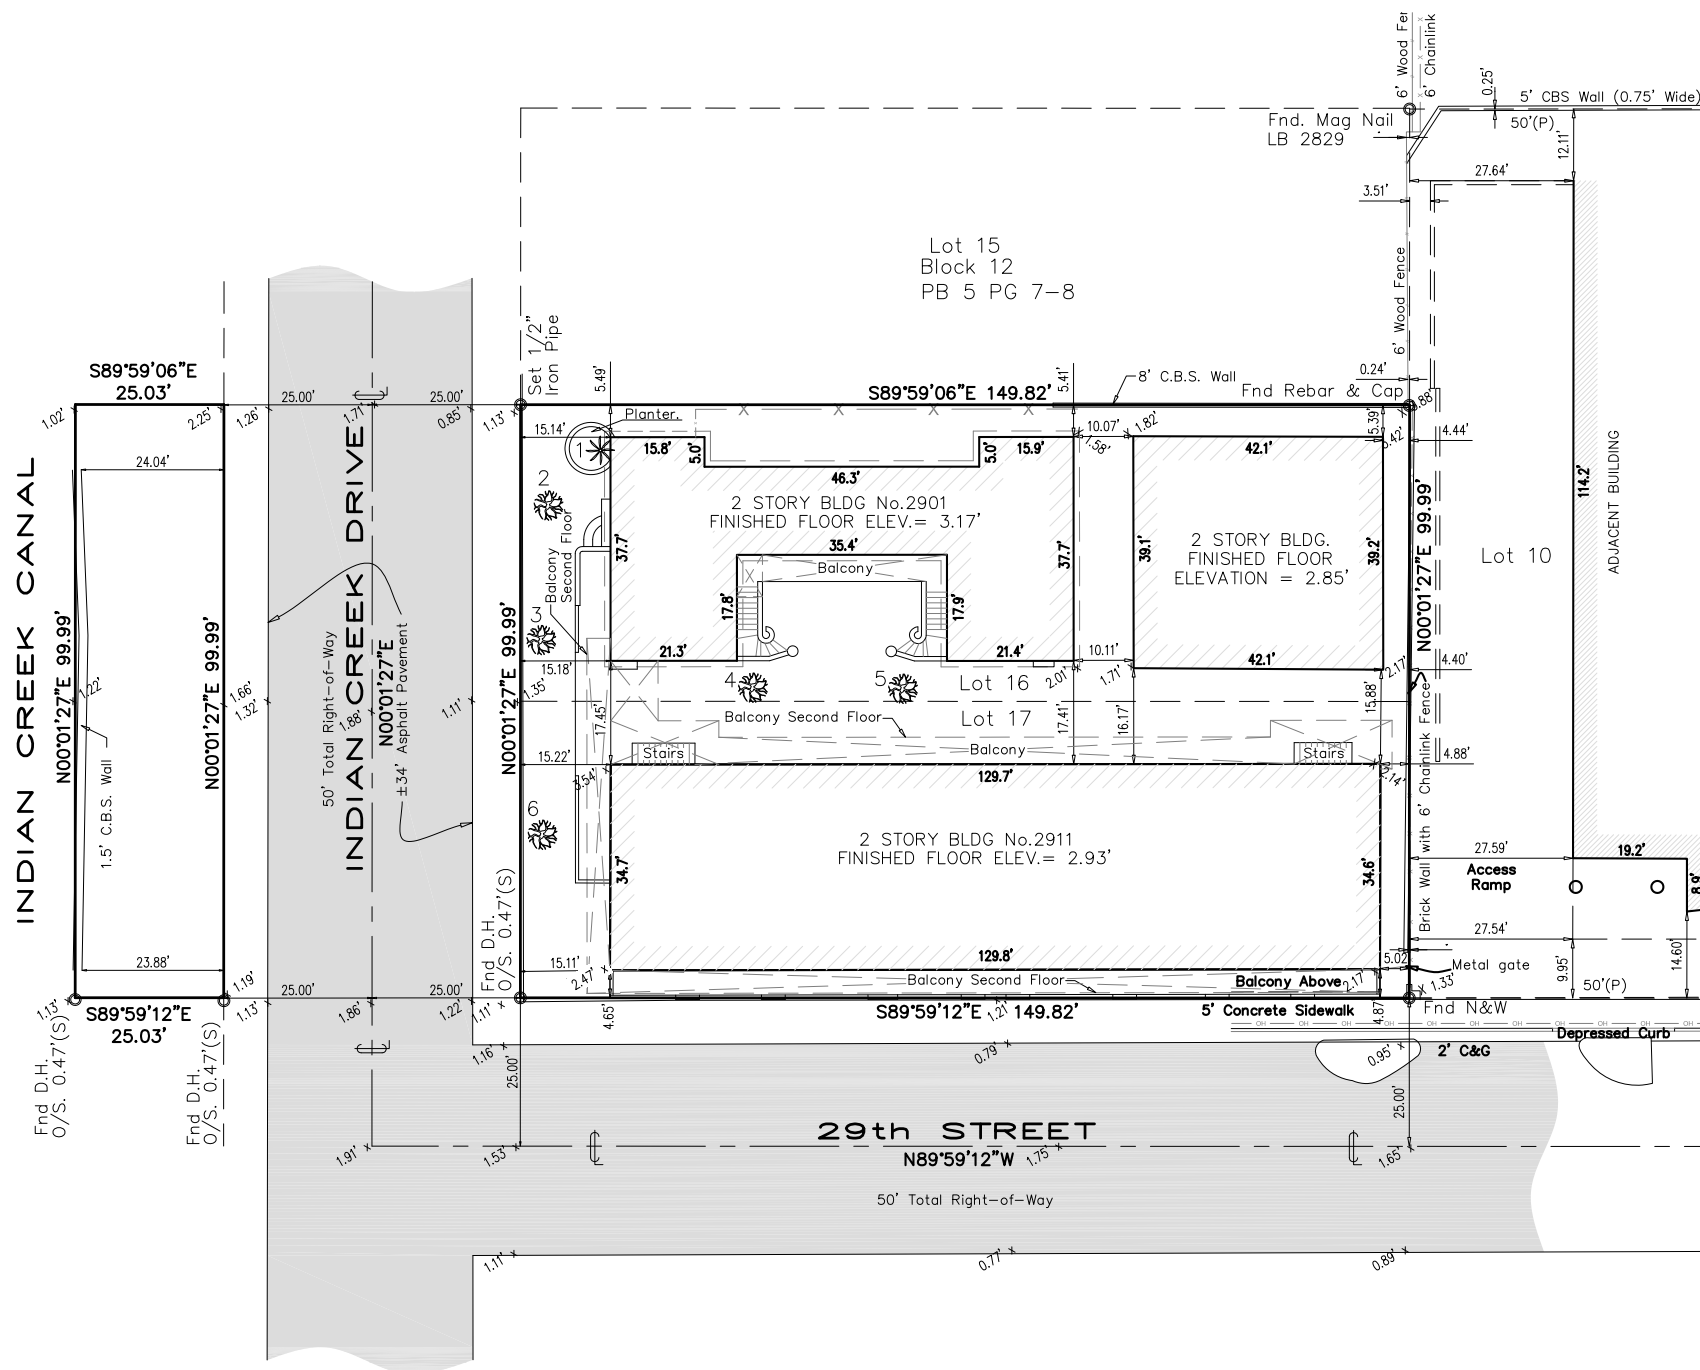 6' Wood Fen
6' Chainlink
0.25'
5' CBS Wall (0.75' Wide)
50'(P)
Fnd. Mag Nail
LB 2829
12.11'
27.64'
3.51'
Lot 15
Block 12
PB 5 PG 7-8
6' Wood Fence
Set 1/2"
Iron Pipe
S89°59'06"E
25.03'
5.49'
5.41'
8' C.B.S. Wall
0.24'
S89°59'06"E 149.82'
Fnd Rebar & Cap
0.88'
1.02'
2.25'
1.26'
25.00'
1.71'
25.00'
0.85'
1.13'
Planter.
15.14'
1
15.8'
5.0'
5.0'
15.9'
10.07'
1.82'
1.58'
42.1'
5.39'
5.42'
4.44'
24.04'
46.3'
2
2 STORY BLDG No.2901
FINISHED FLOOR ELEV.= 3.17'
114.2'
ADJACENT BUILDING
INDIAN CREEK CANAL
INDIAN CREEK DRIVE
Balcony
Second Floor
37.7'
35.4'
Balcony
37.7'
39.1'
2 STORY BLDG.
FINISHED FLOOR
ELEVATION = 2.85'
39.2'
N00°01'27"E 99.99'
Lot 10
17.8'
17.9'
3
N00°01'27"E 99.99'
N00°01'27"E 99.99'
50' Total Right-of-Way
N00°01'27"E
±34' Asphalt Pavement
N00°01'27"E 99.99'
15.18'
21.3'
21.4'
10.11'
42.1'
4.40'
2.17'
2.01'
1.71'
1.22'
1.66'
1.32'
1.88'
1.11'
1.35'
4
5
Lot 16
Lot 17
17.45'
17.41'
16.17'
15.88'
Balcony Second Floor
Balcony
Stairs
Stairs
15.22'
3.54'
129.7'
2.14'
4.88'
1.5' C.B.S. Wall
6
2 STORY BLDG No.2911
FINISHED FLOOR ELEV.= 2.93'
34.7'
34.6'
Brick Wall with 6' Chainlink Fence
27.59'
19.2'
Access
Ramp
8.9'
Fnd D.H.
O/S. 0.47'(S)
27.54'
23.88'
15.11'
2.47'
129.8'
5.02'
Metal gate
9.95'
14.60'
Balcony Second Floor
Balcony Above
2.17'
1.33'
50'(P)
1.13'
1.19'
1.13'
25.00'
1.86'
25.00'
1.22'
1.11'
S89°59'12"E
25.03'
4.65'
S89°59'12"E 149.82'
1.21'
5' Concrete Sidewalk
4.87'
Fnd N&W
OH OH OH OH OH OH OH OH OH OH OH
Depressed Curb
2' C&G
Fnd D.H.
O/S. 0.47'(S)
Fnd D.H.
O/S. 0.47'(S)
1.16'
25.00'
0.79'
0.95'
25.00'
29th STREET
N89°59'12"W
1.91'
1.53'
1.75'
1.65'
50' Total Right-of-Way
1.11'
0.77'
0.89'